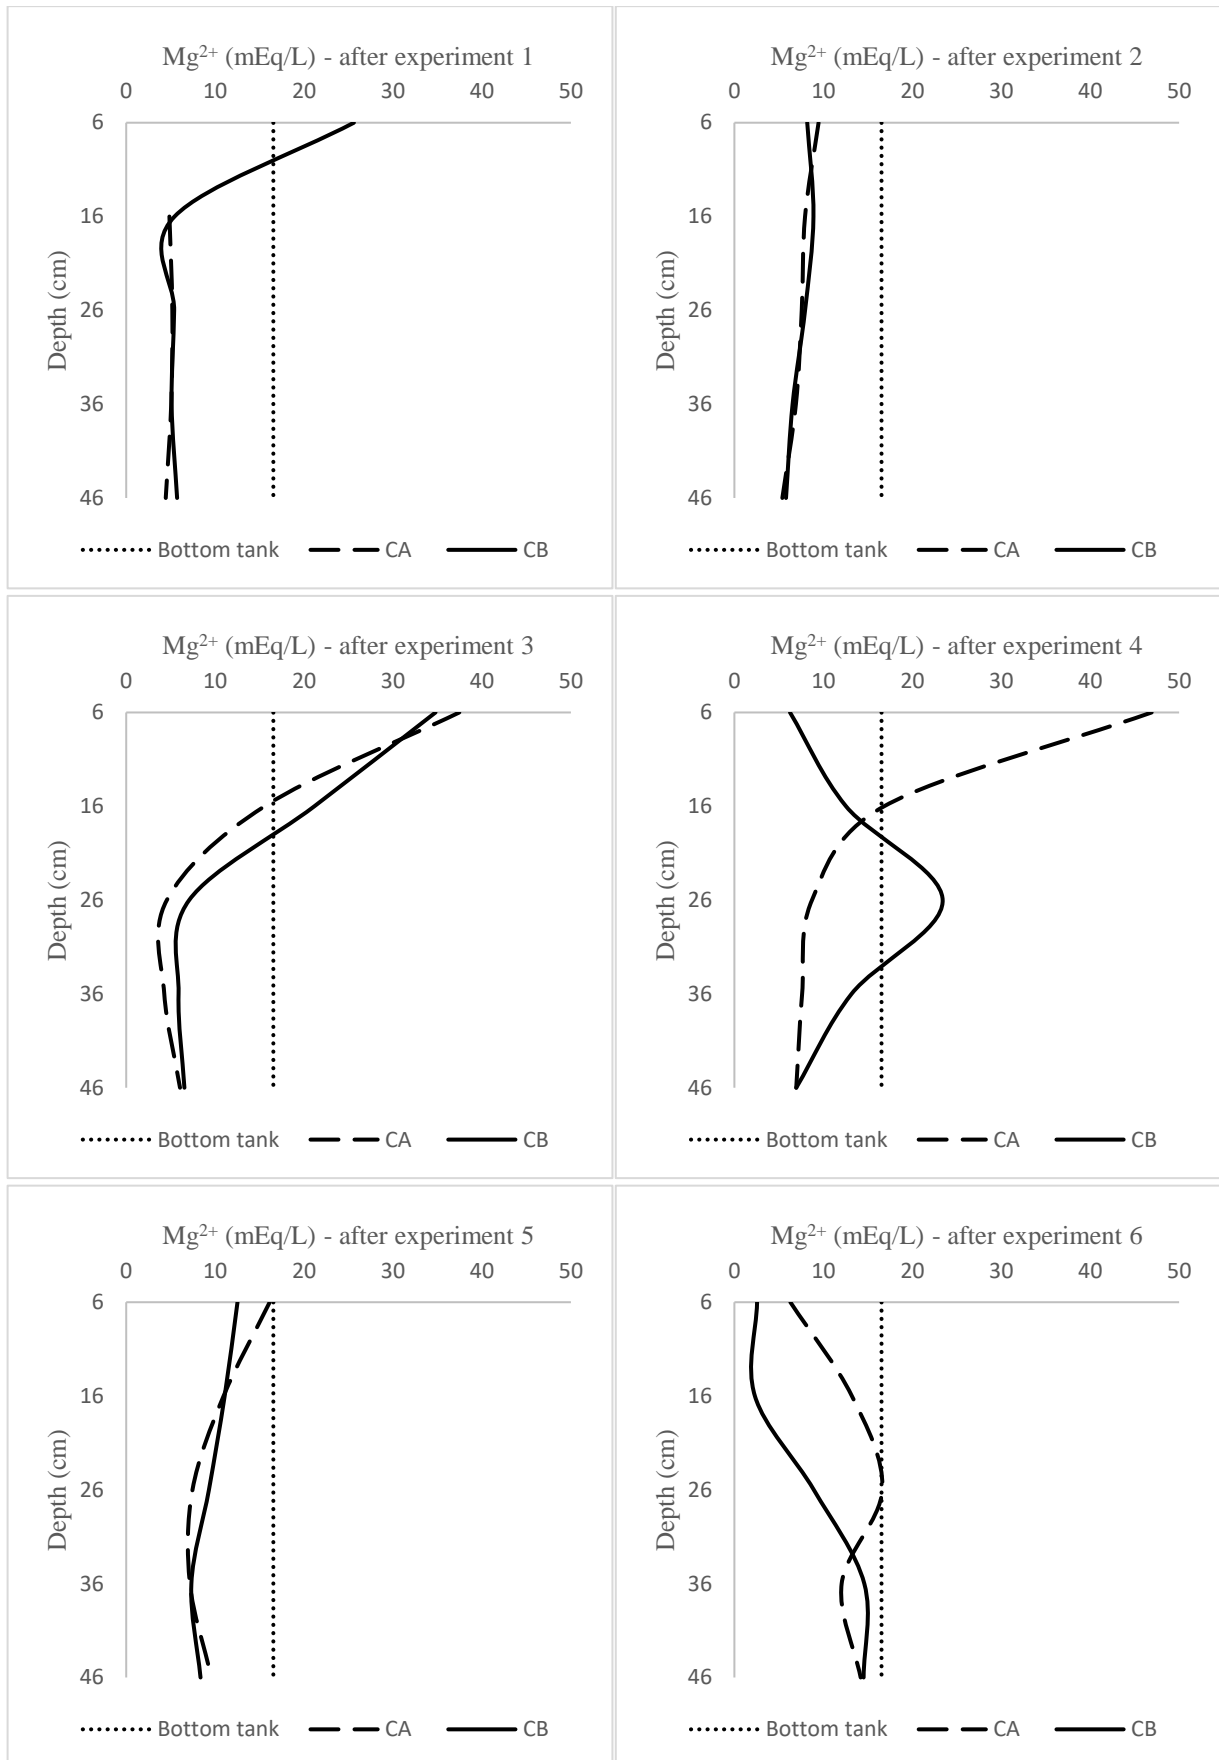 Mg²⁺ (mEq/L) - after experiment 1
0 10 20 30 40 50
6
16
26
36
46
Depth (cm)
Bottom tank CA CB
Mg²⁺ (mEq/L) - after experiment 2
0 10 20 30 40 50
6
16
26
36
46
Depth (cm)
Bottom tank CA CB
Mg²⁺ (mEq/L) - after experiment 3
0 10 20 30 40 50
6
16
26
36
46
Depth (cm)
Bottom tank CA CB
Mg²⁺ (mEq/L) - after experiment 4
0 10 20 30 40 50
6
16
26
36
46
Depth (cm)
Bottom tank CA CB
Mg²⁺ (mEq/L) - after experiment 5
0 10 20 30 40 50
6
16
26
36
46
Depth (cm)
Bottom tank CA CB
Mg²⁺ (mEq/L) - after experiment 6
0 10 20 30 40 50
6
16
26
36
46
Depth (cm)
Bottom tank CA CB